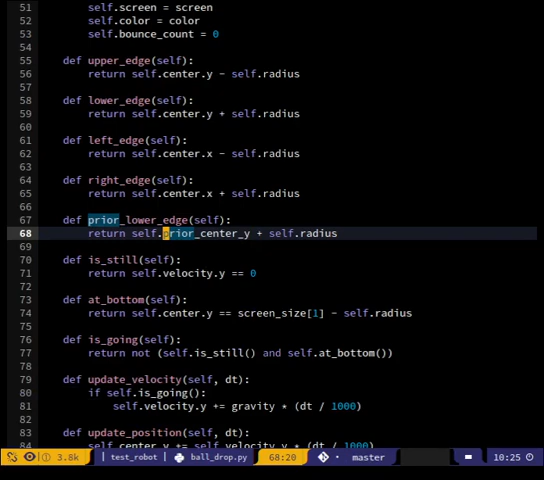 51 self.screen = screen
52 self.color = color
53 self.bounce_count = 0
54
55 def upper_edge(self):
56 return self.center.y - self.radius
57
58 def lower_edge(self):
59 return self.center.y + self.radius
60
61 def left_edge(self):
62 return self.center.x - self.radius
63
64 def right_edge(self):
65 return self.center.x + self.radius
66
67 def prior_lower_edge(self):
68 return self.prior_center_y + self.radius
69
70 def is_still(self):
71 return self.velocity.y == 0
72
73 def at_bottom(self):
74 return self.center.y == screen_size[1] - self.radius
75
76 def is_going(self):
77 return not (self.is_still() and self.at_bottom())
78
79 def update_velocity(self, dt):
80 if self.is_going():
81 self.velocity.y += gravity * (dt / 1000)
82
83 def update_position(self, dt):
84 self.center.y += self.velocity.y * (dt / 1000)
3.8k | test_robot ball_drop.py 68:20 master 10:25